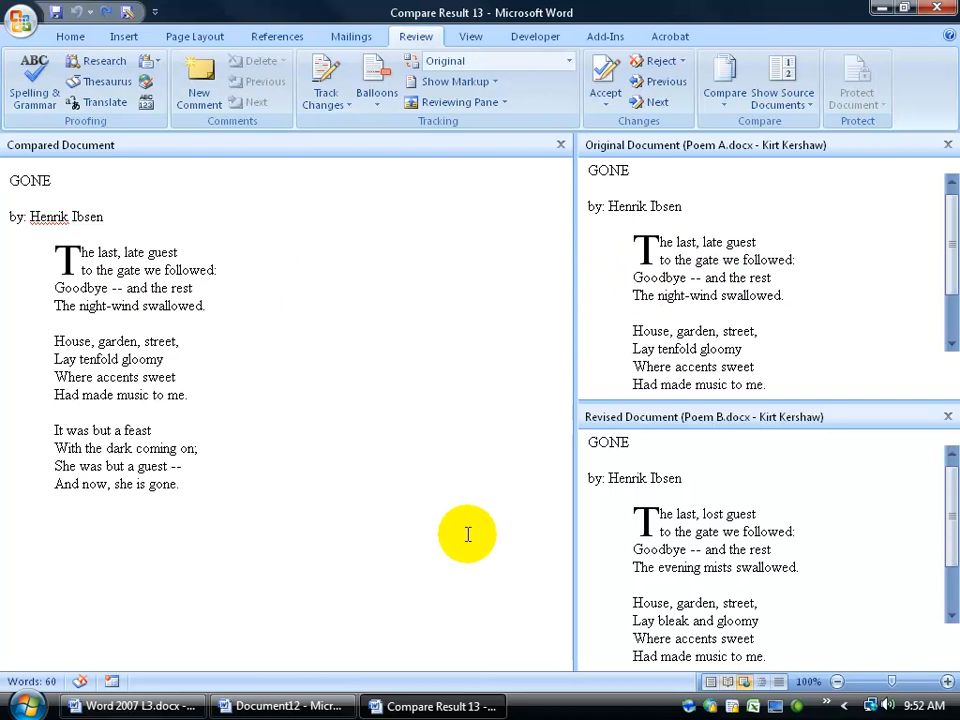 Compare Result 13 - Microsoft Word
Home Insert Page Layout References Mailings Review View Developer Add-Ins Acrobat
ABC Research Delete Original Reject
Thesaurus Previous Show Markup Previous
Spelling & Grammar Translate New Comment Next Track Changes Balloons Reviewing Pane Accept Next Compare Show Source Documents Protect Document
Proofing Comments Tracking Changes Compare Protect
Compared Document
GONE
by: Henrik Ibsen
The last, late guest
to the gate we followed:
Goodbye -- and the rest
The night-wind swallowed.
House, garden, street,
Lay tenfold gloomy
Where accents sweet
Had made music to me.
It was but a feast
With the dark coming on;
She was but a guest --
And now, she is gone.
Original Document (Poem A.docx - Kirt Kershaw)
GONE
by: Henrik Ibsen
The last, late guest
to the gate we followed:
Goodbye -- and the rest
The night-wind swallowed.
House, garden, street,
Lay tenfold gloomy
Where accents sweet
Had made music to me.
Revised Document (Poem B.docx - Kirt Kershaw)
GONE
by: Henrik Ibsen
The last, lost guest
to the gate we followed:
Goodbye -- and the rest
The evening mists swallowed.
House, garden, street,
Lay bleak and gloomy
Where accents sweet
Had made music to me.
Words: 60 100%
Word 2007 L3.docx -... Document12 - Micr... Compare Result 13 -... 9:52 AM